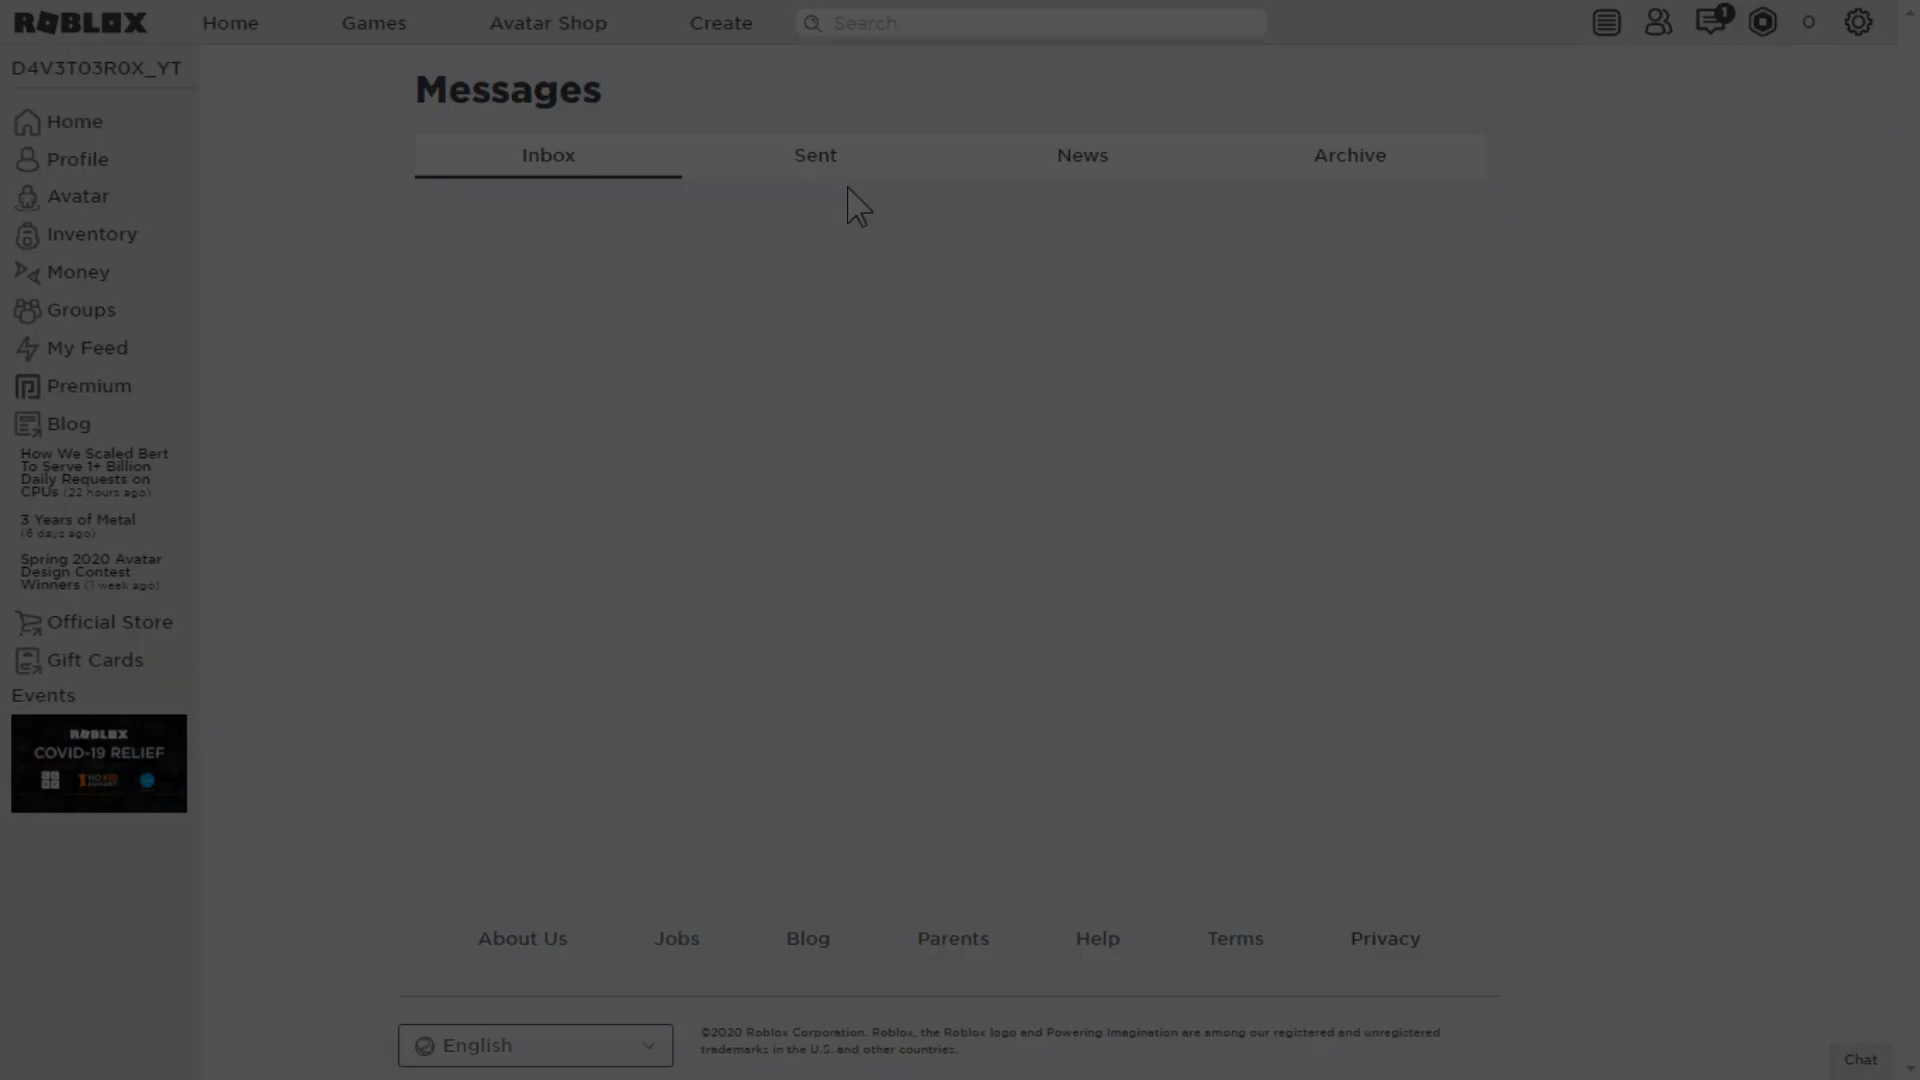 ROBLOX
Home
Games
Avatar Shop
Create
Search
1
0
D4V3T03R0X_YT
Home
Profile
Avatar
Inventory
Money
Groups
My Feed
Premium
Blog
How We Scaled Bert
To Serve 1+ Billion
Daily Requests on
CPUs (22 hours ago)
3 Years of Metal
(6 days ago)
Spring 2020 Avatar
Design Contest
Winners (1 week ago)
Official Store
Gift Cards
Events
ROBLOX
COVID-19 RELIEF
Messages
Inbox
Sent
News
Archive
About Us
Jobs
Blog
Parents
Help
Terms
Privacy
English
©2020 Roblox Corporation. Roblox, the Roblox logo and Powering Imagination are among our registered and unregistered
trademarks in the U.S. and other countries.
Chat